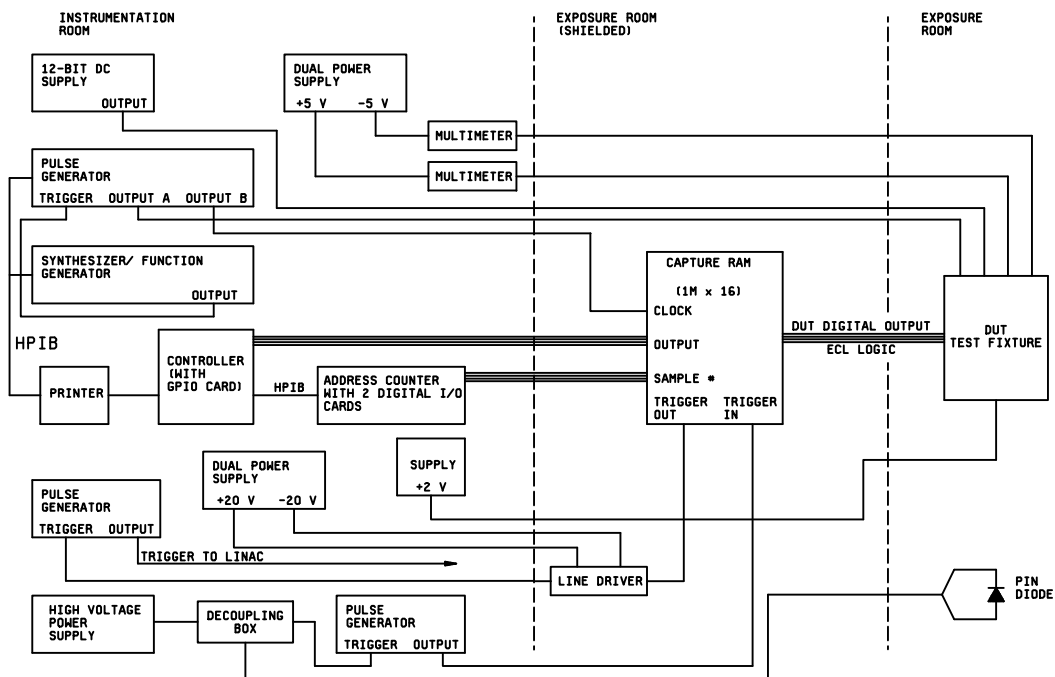 INSTRUMENTATION
ROOM
EXPOSURE ROOM
(SHIELDED)
EXPOSURE
ROOM
12-BIT DC
SUPPLY
OUTPUT
DUAL POWER
SUPPLY
+5 V -5 V
MULTIMETER
MULTIMETER
PULSE
GENERATOR
TRIGGER OUTPUT A OUTPUT B
SYNTHESIZER/ FUNCTION
GENERATOR
OUTPUT
HPIB
PRINTER
CONTROLLER
(WITH
GPIO CARD)
HPIB
ADDRESS COUNTER
WITH 2 DIGITAL I/O
CARDS
CAPTURE RAM
(1M x 16)
CLOCK
OUTPUT
SAMPLE #
TRIGGER
OUT
TRIGGER
IN
DUT DIGITAL OUTPUT
ECL LOGIC
DUT
TEST FIXTURE
PULSE
GENERATOR
TRIGGER OUTPUT
DUAL POWER
SUPPLY
+20 V -20 V
SUPPLY
+2 V
TRIGGER TO LINAC
LINE DRIVER
HIGH VOLTAGE
POWER
SUPPLY
DECOUPLING
BOX
PULSE
GENERATOR
TRIGGER OUTPUT
PIN
DIODE